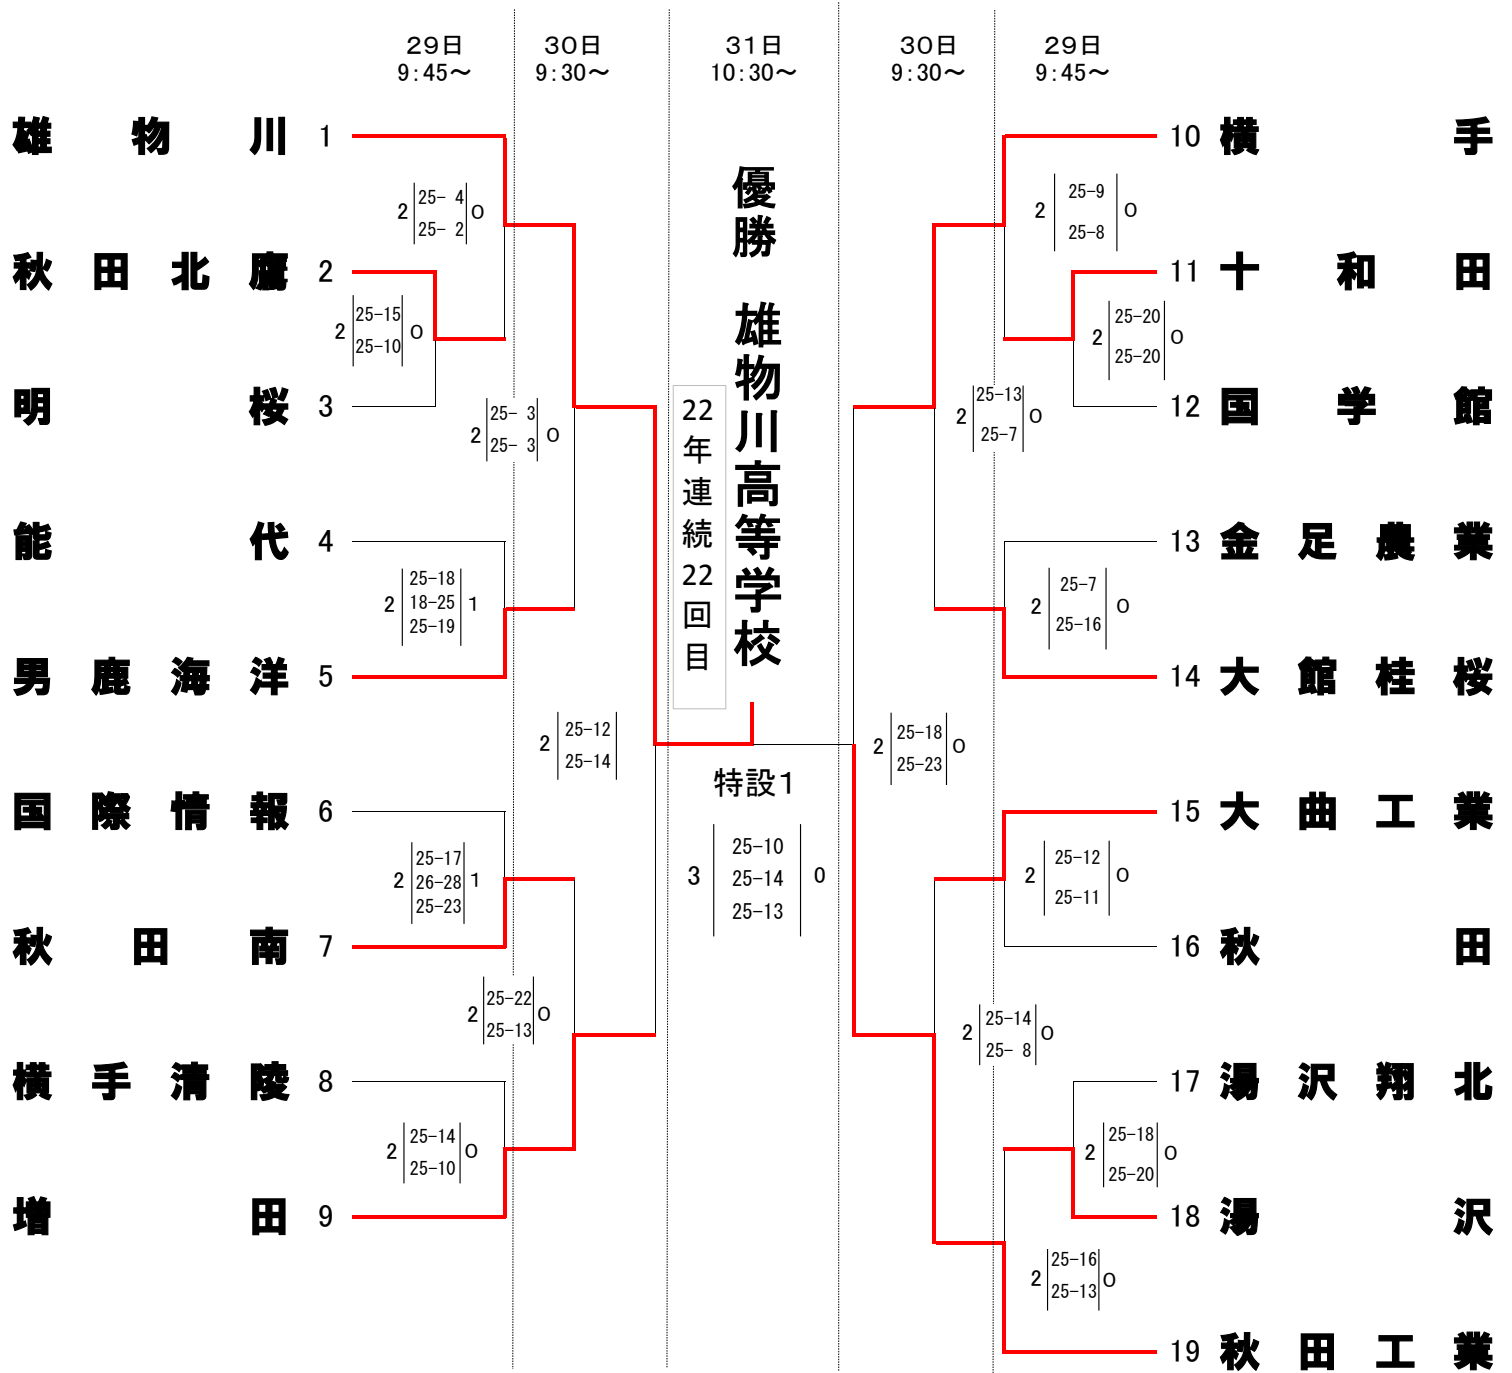 29日
9:45～
30日
9:30～
31日
10:30～
30日
9:30～
29日
9:45～
雄物川 1
25- 4
2 0
25- 2
秋田北鷹 2
25-15
2 0
25-10
明桜 3
25- 3
2 0
25- 3
能代 4
25-18
2 18-25 1
25-19
男鹿海洋 5
25-12
2
25-14
国際情報 6
25-17
2 26-28 1
25-23
秋田南 7
25-22
2 0
25-13
横手清陵 8
25-14
2 0
25-10
増田 9
優勝 雄物川高等学校
22年連続22回目
特設1
25-10
3 25-14 0
25-13
10 横手
25-9
2 0
25-8
11 十和田
25-20
2 0
25-20
12 国学館
25-13
2 0
25-7
13 金足農業
25-7
2 0
25-16
14 大館桂桜
25-18
2 0
25-23
15 大曲工業
25-12
2 0
25-11
16 秋田
25-14
2 0
25- 8
17 湯沢翔北
25-18
2 0
25-20
18 湯沢
25-16
2 0
25-13
19 秋田工業